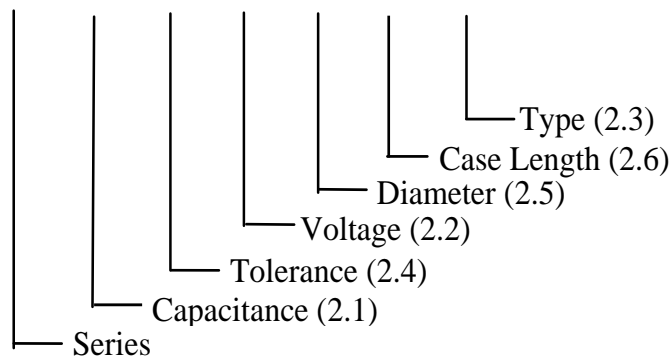 Type (2.3)
Case Length (2.6)
Diameter (2.5)
Voltage (2.2)
Tolerance (2.4)
Capacitance (2.1)
Series